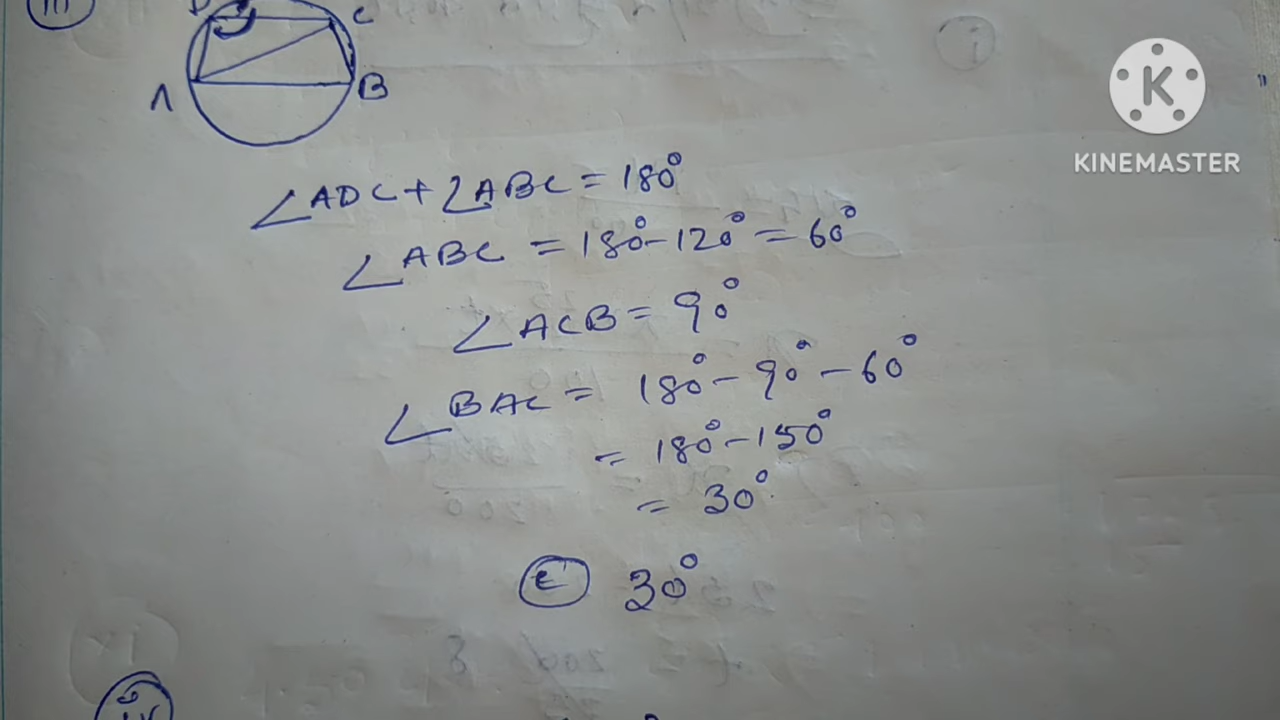 iii
D C
A B
∠ADC + ∠ABC = 180°
∠ABC = 180° - 120° = 60°
∠ACB = 90°
∠BAC = 180° - 90° - 60°
= 180° - 150°
= 30°
30°
K
KINEMASTER